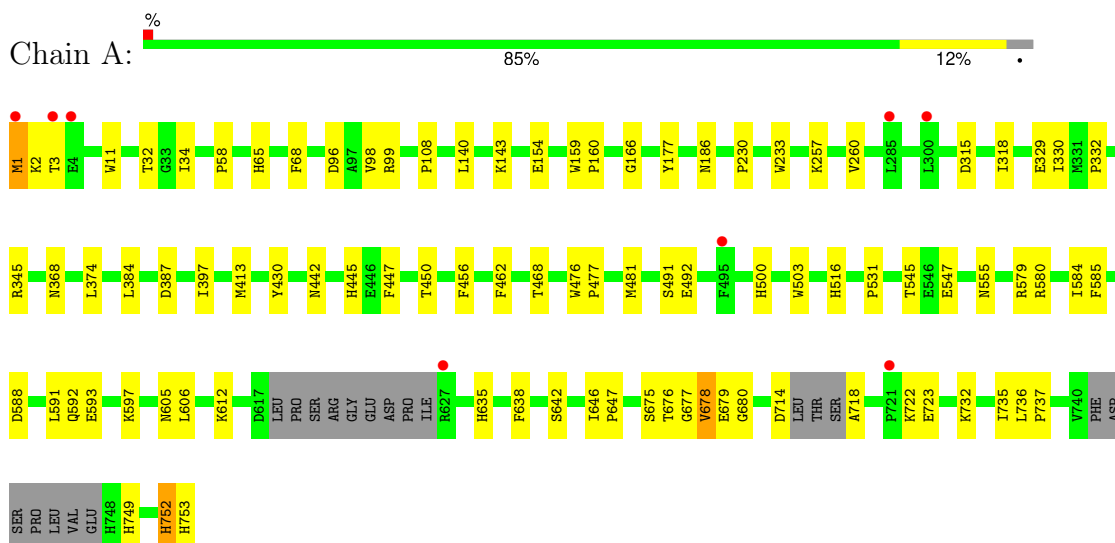 %
Chain A:
85% 12% •
M1 K2 T3 E4 W11 T32 G33 I34 P58 H65 F68 D96 A97 V98 R99 P108 L140 K143 E154 W159 P160 G166 Y177 N186 P230 W233 K257 V260 L285 L300 D315 I318 E329 I330 M331 P332
R345 N368 L374 L384 D387 I397 M413 Y430 N442 H445 E446 F447 T450 F456 F462 T468 W476 P477 M481 S491 E492 F495 H500 W503 H516 P531 T545 E546 E547 N555 R579 R580 I584 F585
D588 L591 Q592 E593 K597 N605 L606 K612 D617 LEU PRO SER ARG GLY GLU ASP PRO ILE R627 H635 F638 S642 I646 P647 S675 T676 G677 V678 E679 G680 D714 LEU THR SER A718 P721 K722 E723 K732 I735 L736 P737 V740 PHE ASP
SER PRO LEU VAL GLU H748 H749 H752 H753